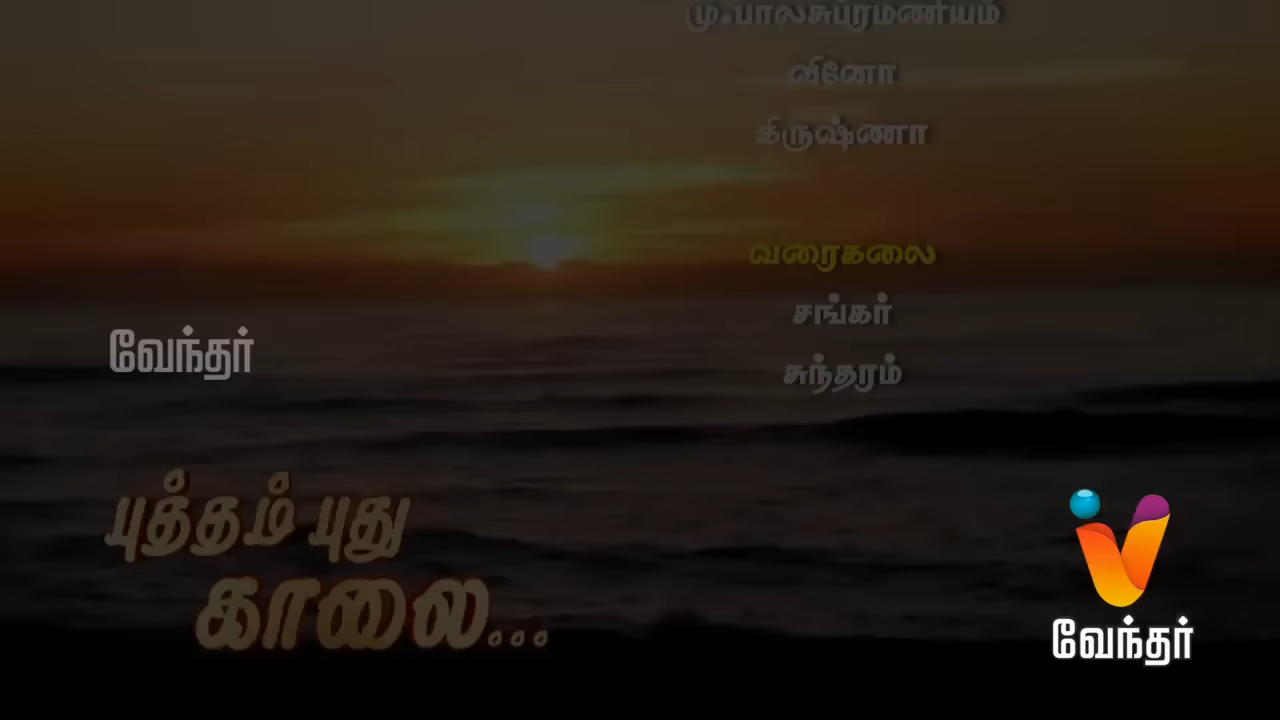 மு.பாலசுப்ரமணியம்
வினோ
கிருஷ்ணா
வரைகலை
சங்கர்
சுந்தரம்
வேந்தர்
புத்தம் புது
காலை...
வேந்தர்